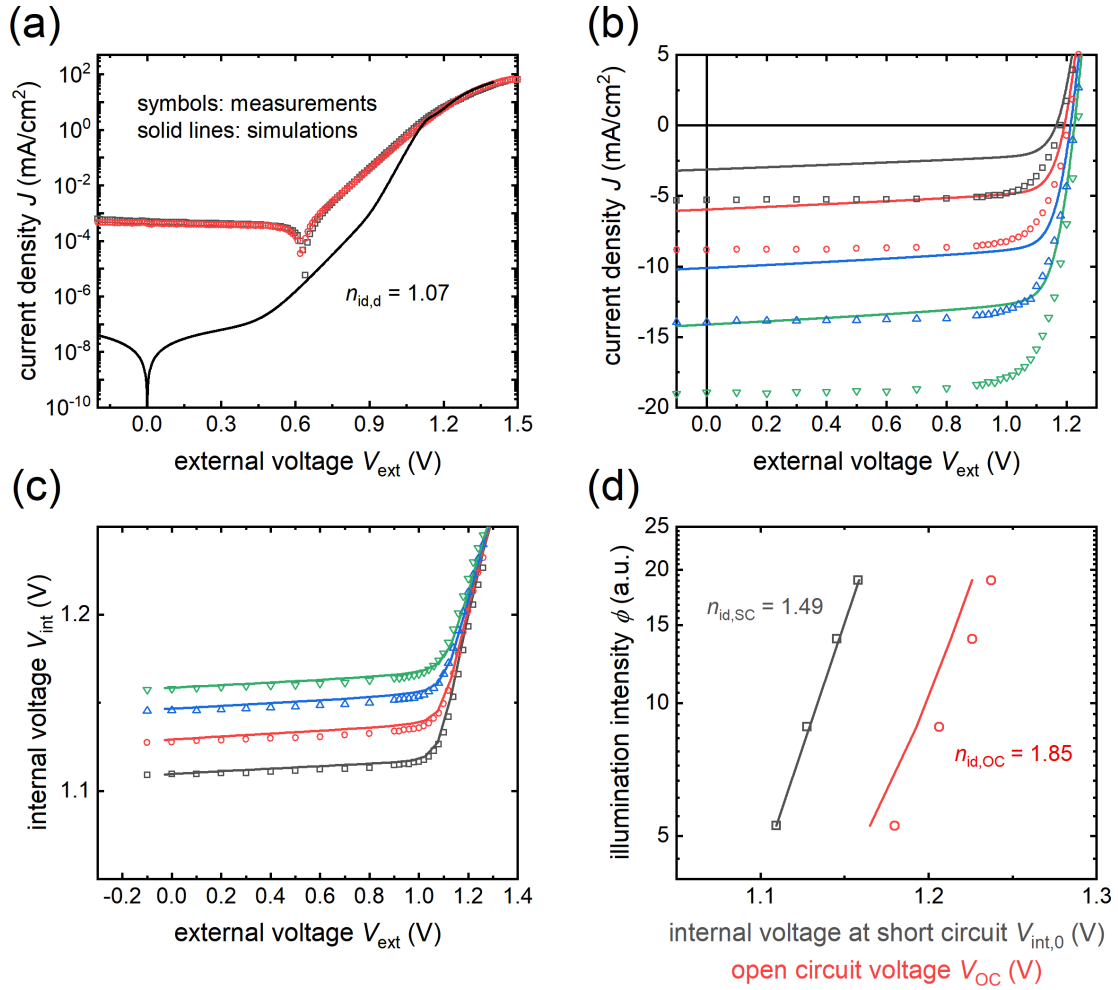 (a)
current density J (mA/cm²)
10²
10⁰
10⁻²
10⁻⁴
10⁻⁶
10⁻⁸
10⁻¹⁰
symbols: measurements
solid lines: simulations
n_id,d = 1.07
0.0 0.3 0.6 0.9 1.2 1.5
external voltage V_ext (V)
(b)
current density J (mA/cm²)
5
0
-5
-10
-15
-20
0.0 0.2 0.4 0.6 0.8 1.0 1.2
external voltage V_ext (V)
(c)
internal voltage V_int (V)
1.2
1.1
-0.2 0.0 0.2 0.4 0.6 0.8 1.0 1.2 1.4
external voltage V_ext (V)
(d)
illumination intensity ϕ (a.u.)
25
20
15
10
5
n_id,SC = 1.49
n_id,OC = 1.85
1.1 1.2 1.3
internal voltage at short circuit V_int,0 (V)
open circuit voltage V_OC (V)